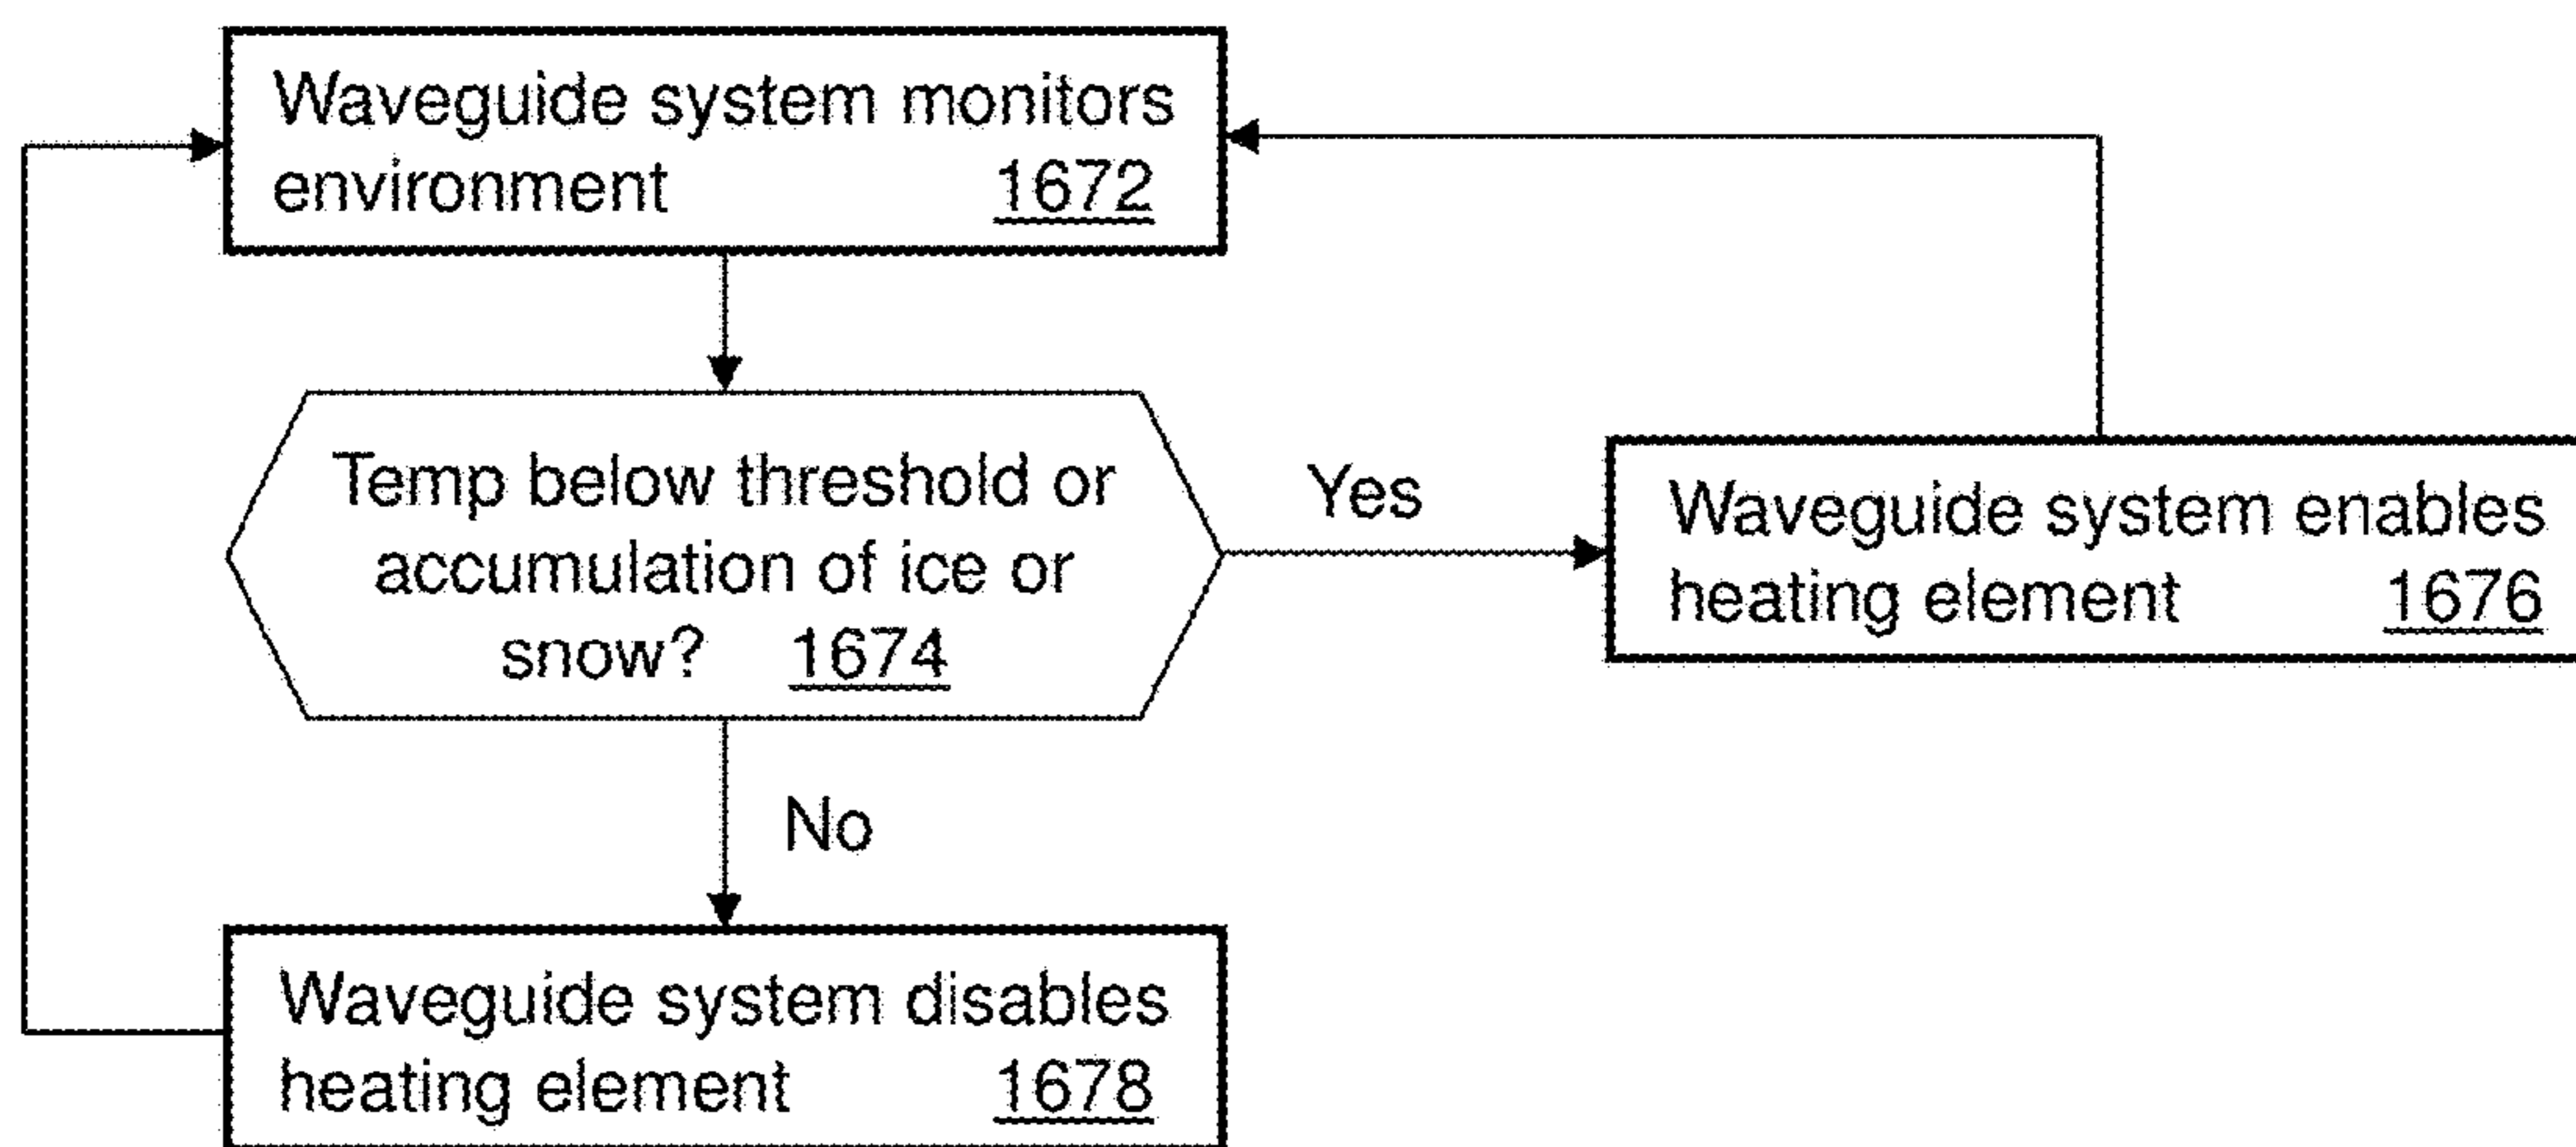 Waveguide system monitors
environment 1672
Temp below threshold or
accumulation of ice or
snow? 1674
Yes
Waveguide system enables
heating element 1676
No
Waveguide system disables
heating element 1678